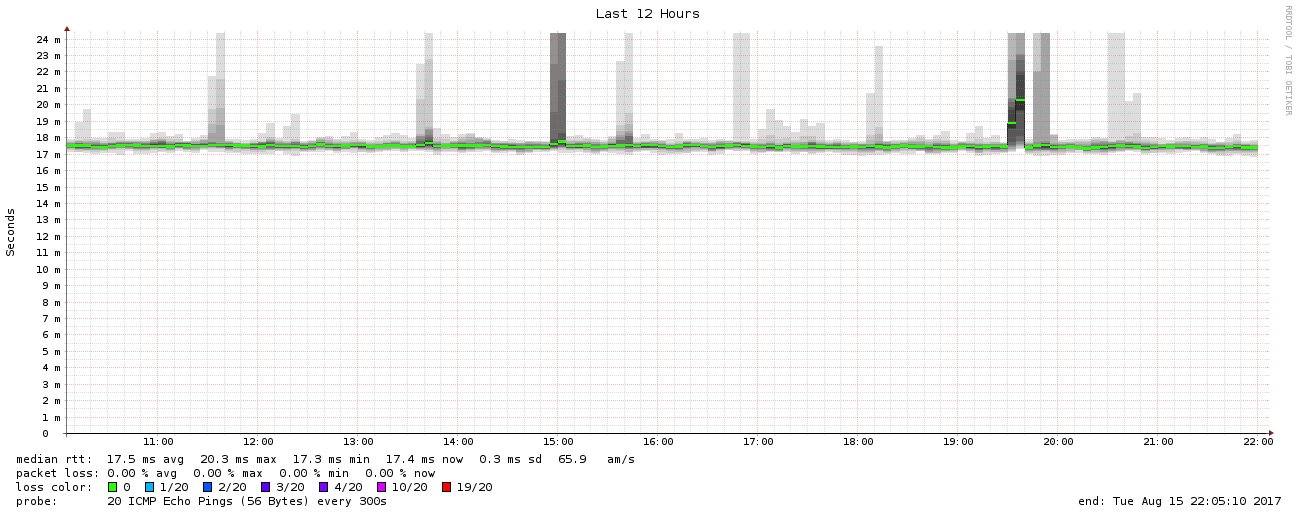 Last 12 Hours
RRDTOOL / TOBI OETIKER
Seconds
24 m
23 m
22 m
21 m
20 m
19 m
18 m
17 m
16 m
15 m
14 m
13 m
12 m
11 m
10 m
9 m
8 m
7 m
6 m
5 m
4 m
3 m
2 m
1 m
0
11:00 12:00 13:00 14:00 15:00 16:00 17:00 18:00 19:00 20:00 21:00 22:00
median rtt: 17.5 ms avg 20.3 ms max 17.3 ms min 17.4 ms now 0.3 ms sd 65.9 am/s
packet loss: 0.00 % avg 0.00 % max 0.00 % min 0.00 % now
loss color: 0 1/20 2/20 3/20 4/20 10/20 19/20
probe: 20 ICMP Echo Pings (56 Bytes) every 300s end: Tue Aug 15 22:05:10 2017